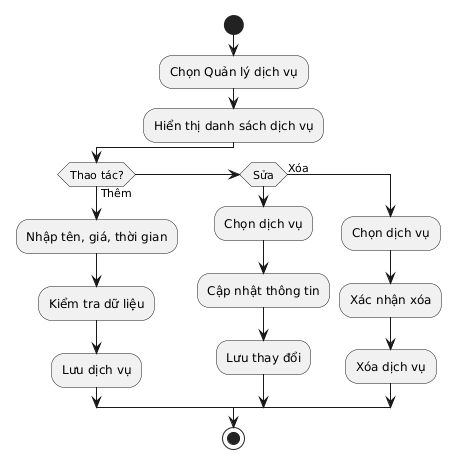 Chọn Quản lý dịch vụ
Hiển thị danh sách dịch vụ
Thao tác?
Thêm
Nhập tên, giá, thời gian
Kiểm tra dữ liệu
Lưu dịch vụ
Sửa
Chọn dịch vụ
Cập nhật thông tin
Lưu thay đổi
Xóa
Chọn dịch vụ
Xác nhận xóa
Xóa dịch vụ